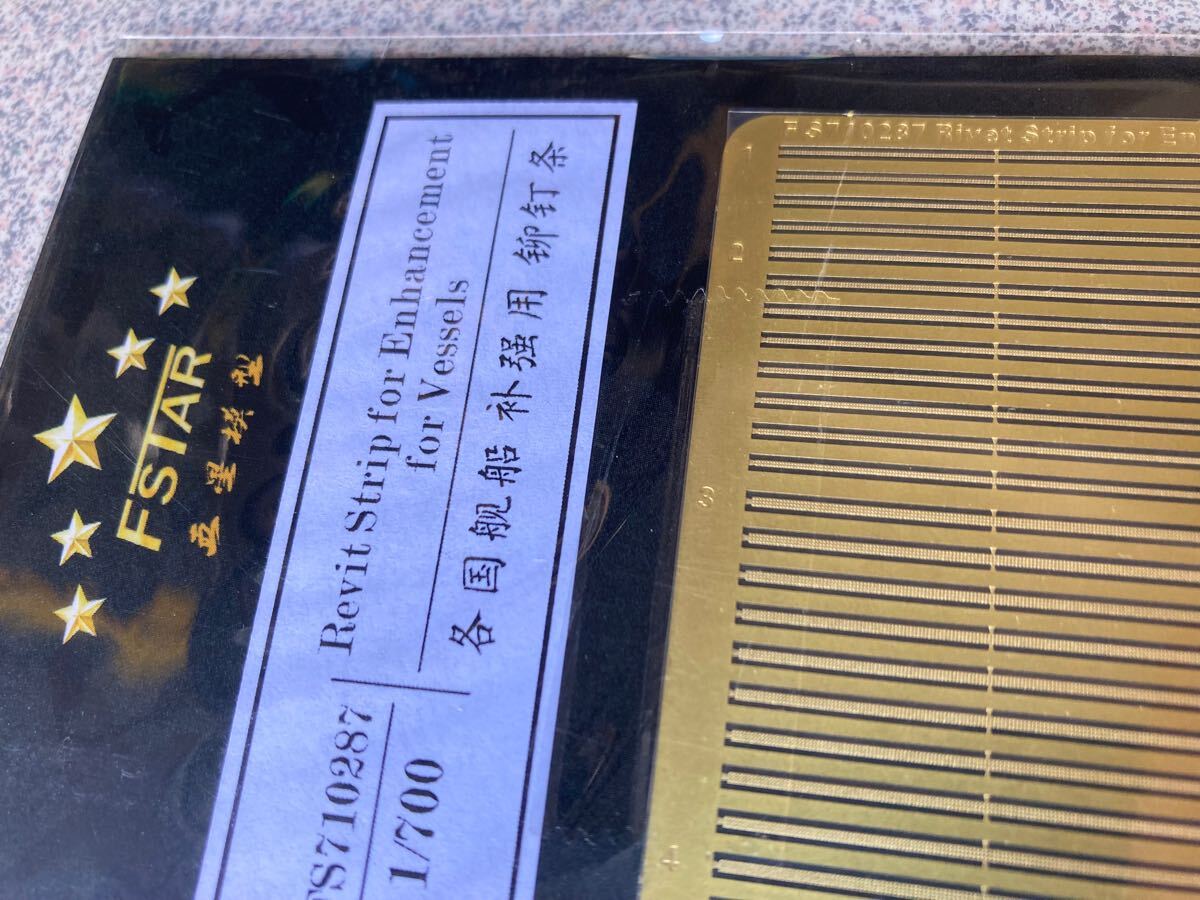 FSTAR
五星模型
FS710287
1/700
Revit Strip for Enhancement
for Vessels
各国舰船补强用铆钉条
FS710287 Rivet Strip for En
1
2
3
4